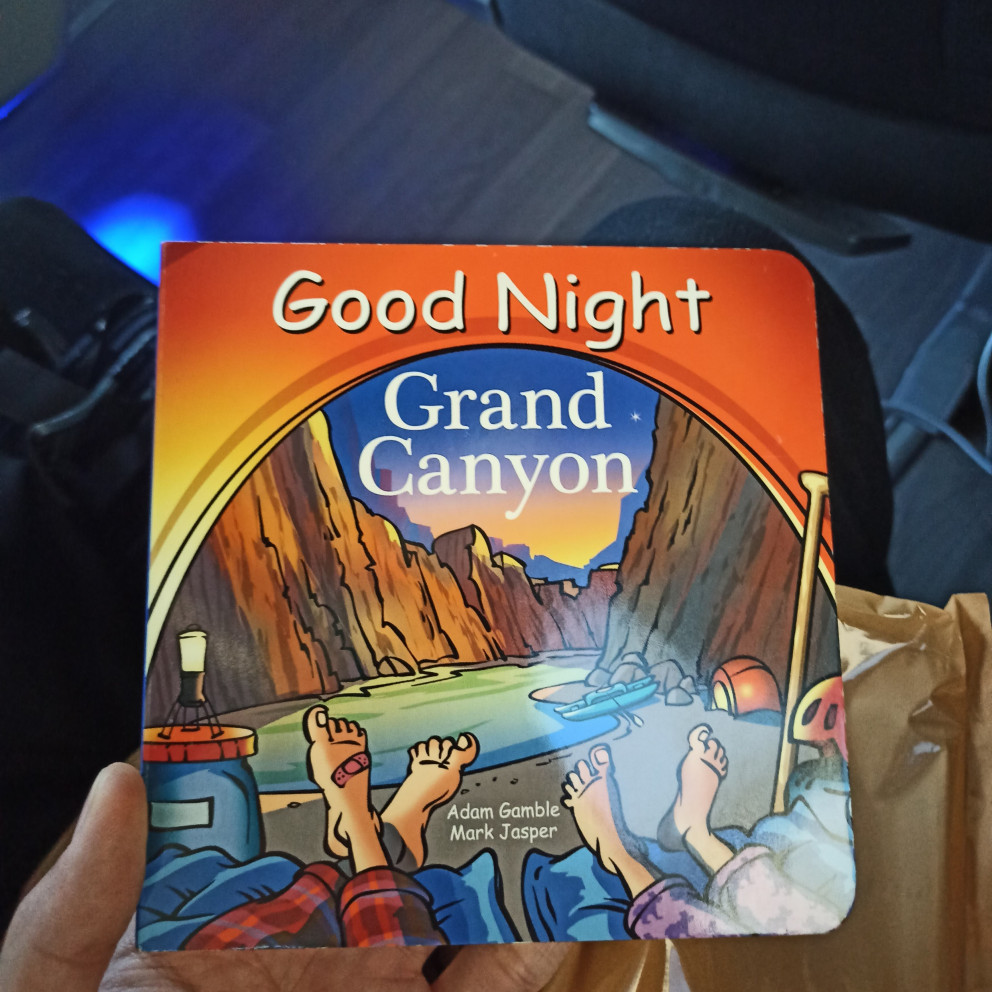 Good Night
Grand
Canyon
Adam Gamble
Mark Jasper